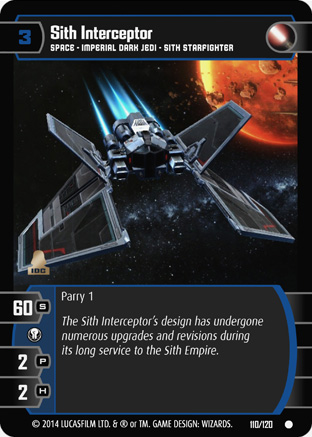 3
Sith Interceptor
SPACE - IMPERIAL DARK JEDI - SITH STARFIGHTER
IDC
60 S
2 P
2 H
Parry 1
The Sith Interceptor's design has undergone
numerous upgrades and revisions during
its long service to the Sith Empire.
© 2014 LUCASFILM LTD. & ® or TM. GAME DESIGN: WIZARDS.
110/120